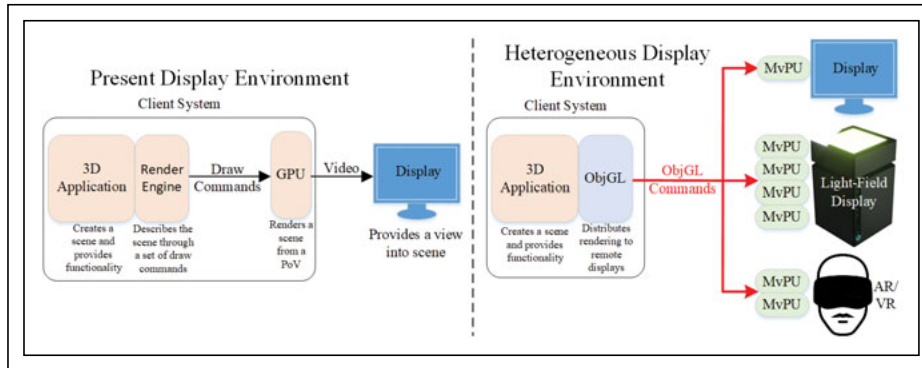 Present Display Environment
Client System
3D
Application
Render
Engine
Draw
Commands
GPU
Video
Display
Creates a
scene and
provides
functionality
Describes the
scene through
a set of draw
commands
Renders a
scene
from a
PoV
Provides a view
into scene
Heterogeneous Display
Environment
Client System
3D
Application
ObjGL
Creates a scene
and provides
functionality
Distributes
rendering to
remote
displays
ObjGL
Commands
MvPU
Display
MvPU
MvPU
MvPU
MvPU
Light-Field
Display
MvPU
MvPU
AR/
VR